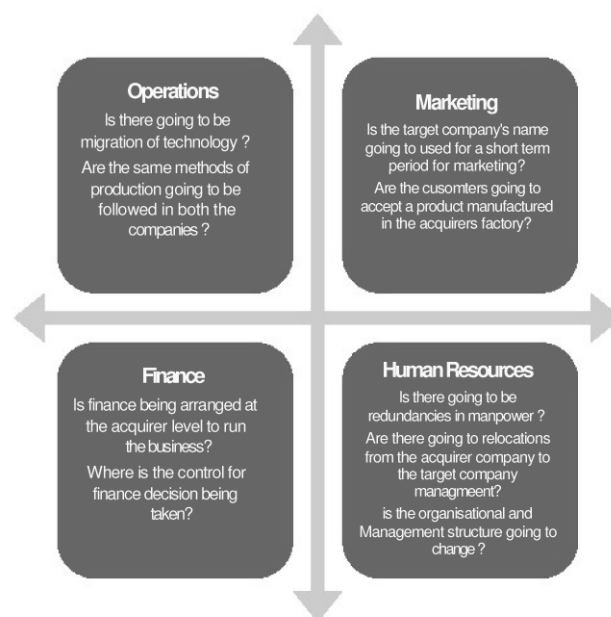 Operations
Is there going to be
migration of technology ?
Are the same methods of
production going to be
followed in both the
companies ?
Marketing
Is the target company's name
going to used for a short term
period for marketing?
Are the cusomters going to
accept a product manufactured
in the acquirers factory?
Finance
Is finance being arranged at
the acquirer level to run
the business?
Where is the control for
finance decision being
taken?
Human Resources
Is there going to be
redundancies in manpower ?
Are there going to relocations
from the acquirer company to
the target company
managmeent?
is the organisational and
Management structure going to
change ?